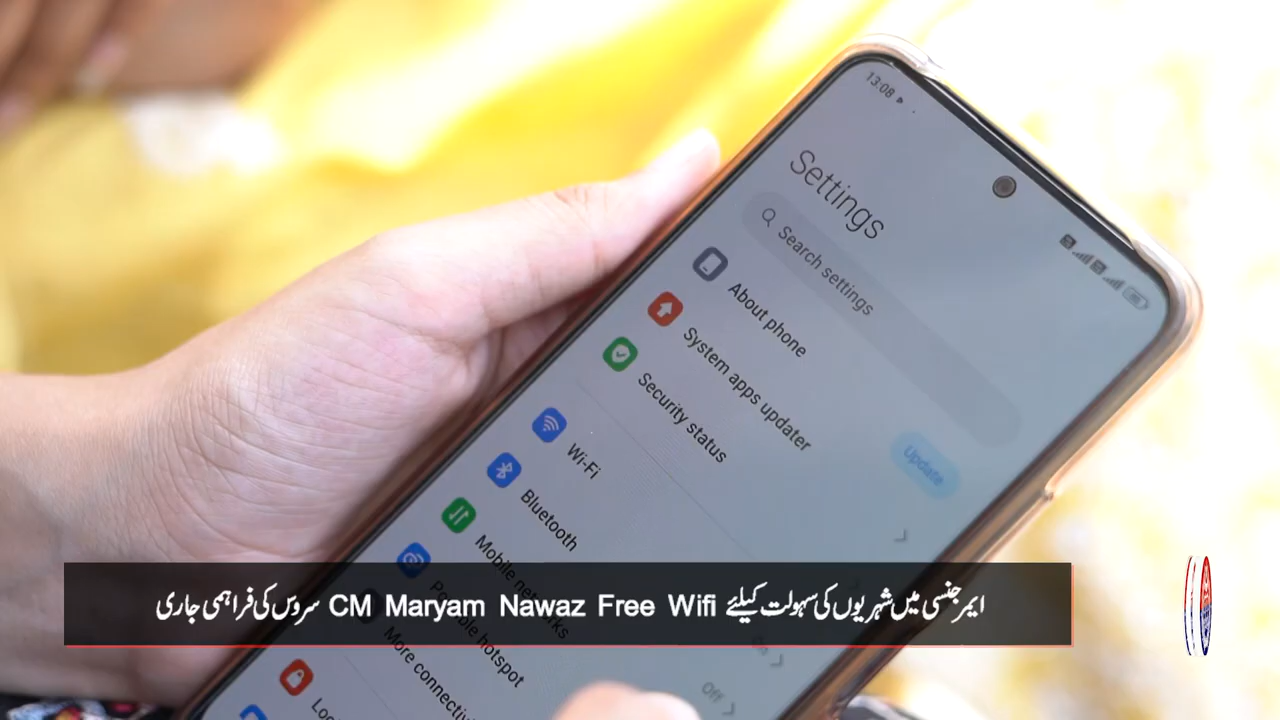 13:08
Settings
Search settings
About phone
System apps updater
Update
Security status
Wi-Fi
Bluetooth
On
Mobile networks
Off
Portable hotspot
More connectivity
ایمرجنسی میں شہریوں کی سہولت کیلئے CM Maryam Nawaz Free Wifi سروس کی فراہمی جاری